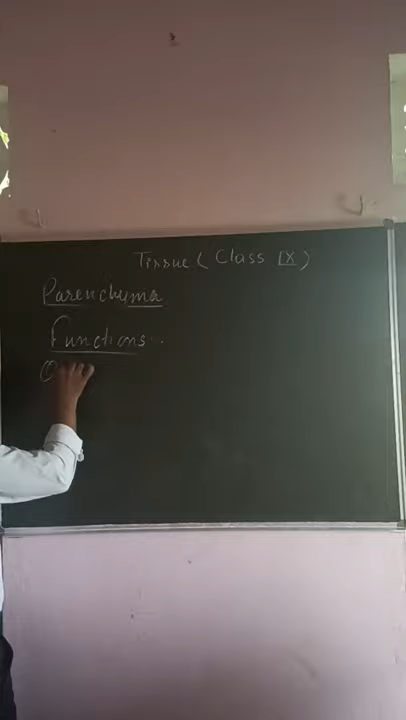 Tissue ( Class IX )
Parenchyma
Functions :-